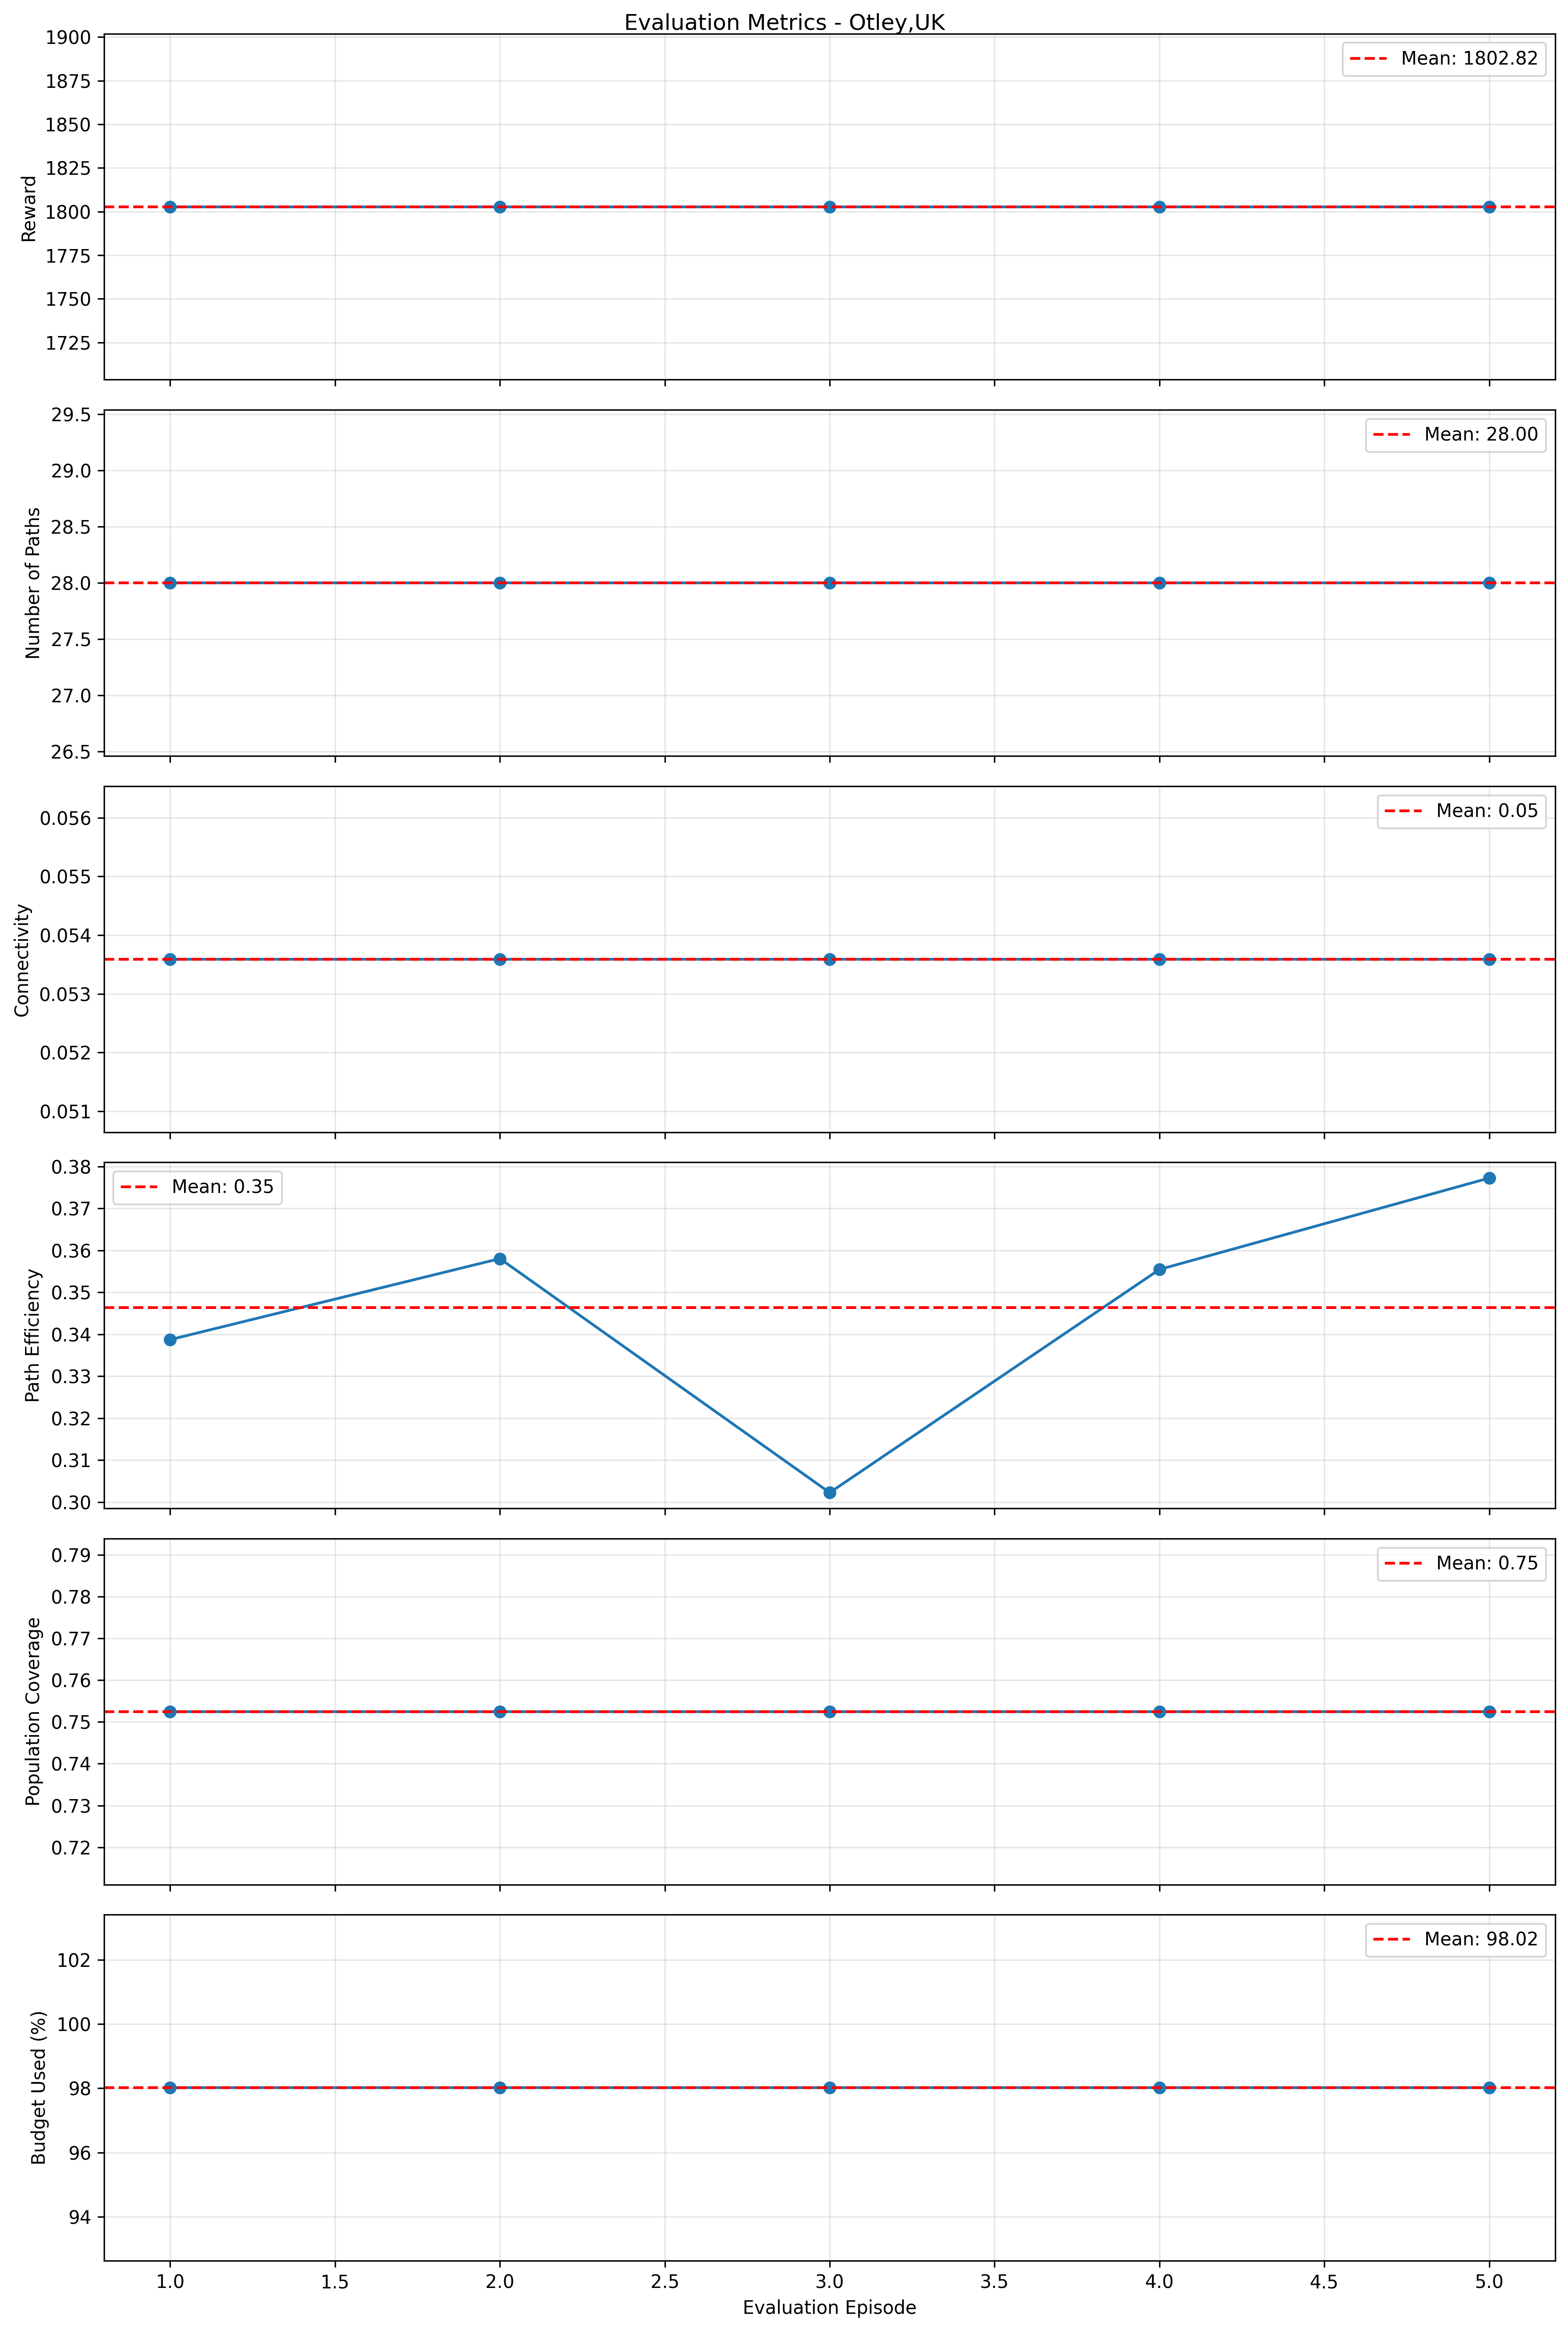 Evaluation Metrics - Otley,UK
1900
1875
1850
1825
1800
1775
1750
1725
Reward
Mean: 1802.82
29.5
29.0
28.5
28.0
27.5
27.0
26.5
Number of Paths
Mean: 28.00
0.056
0.055
0.054
0.053
0.052
0.051
Connectivity
Mean: 0.05
0.38
0.37
0.36
0.35
0.34
0.33
0.32
0.31
0.30
Path Efficiency
Mean: 0.35
0.79
0.78
0.77
0.76
0.75
0.74
0.73
0.72
Population Coverage
Mean: 0.75
102
100
98
96
94
Budget Used (%)
Mean: 98.02
1.0 1.5 2.0 2.5 3.0 3.5 4.0 4.5 5.0
Evaluation Episode